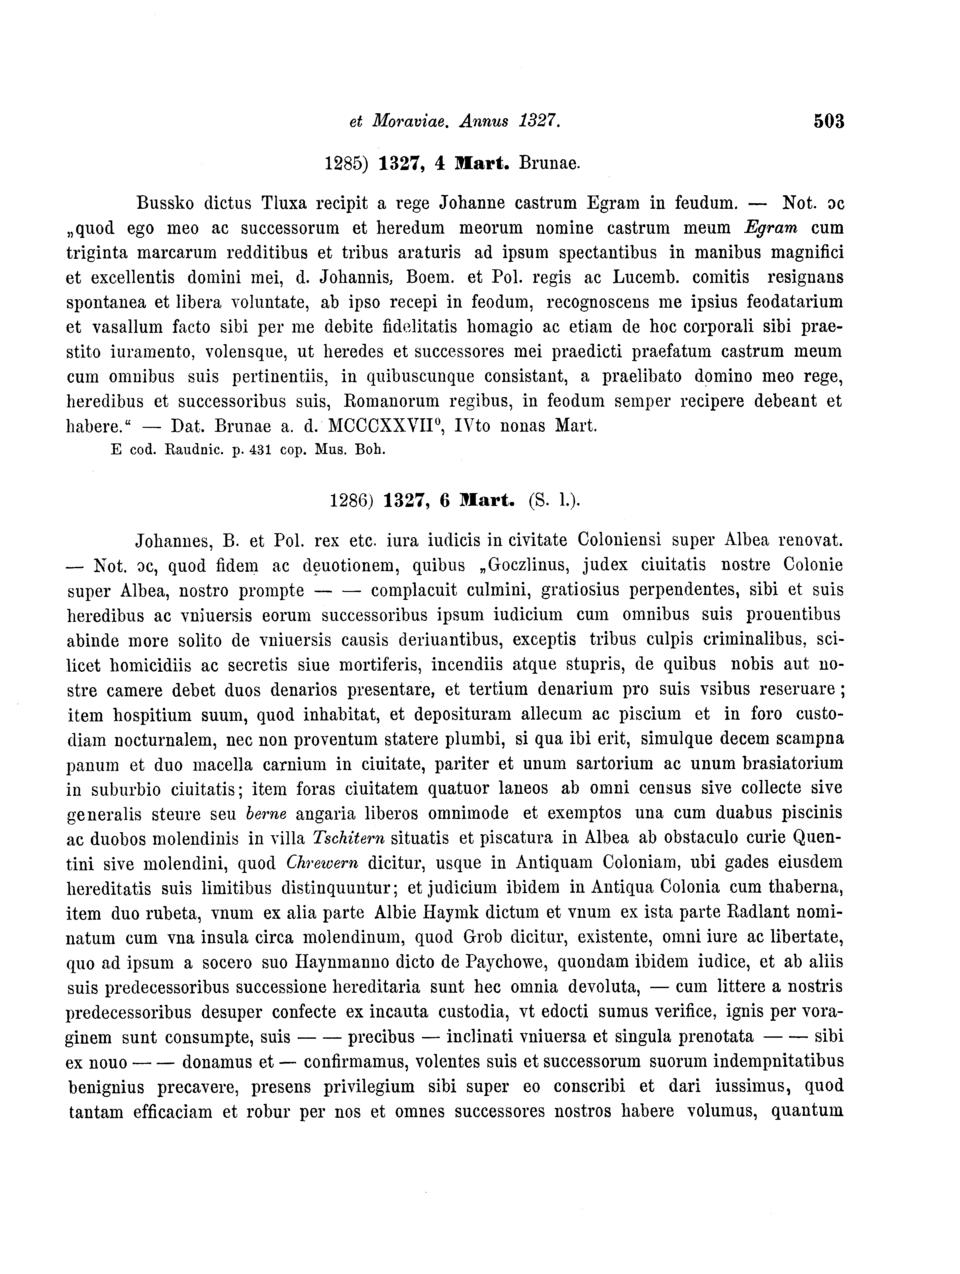 et Moraviae. Annus 1327. 503
1285) 1327, 4 Mart. Brunae.
Bussko dictus Tluxa recipit a rege Johanne castrum Egram in feudum. — Not. ɔc
„quod ego meo ac successorum et heredum meorum nomine castrum meum Egram cum
triginta marcarum redditibus et tribus araturis ad ipsum spectantibus in manibus magnifici
et excellentis domini mei, d. Johannis, Boem. et Pol. regis ac Lucemb. comitis resignans
spontanea et libera voluntate, ab ipso recepi in feodum, recognoscens me ipsius feodatarium
et vasallum facto sibi per me debite fidelitatis homagio ac etiam de hoc corporali sibi prae-
stito iuramento, volensque, ut heredes et successores mei praedicti praefatum castrum meum
cum omnibus suis pertinentiis, in quibuscunque consistant, a praelibato domino meo rege,
heredibus et successoribus suis, Romanorum regibus, in feodum semper recipere debeant et
habere.“ — Dat. Brunae a. d. MCCCXXVII⁰, IVto nonas Mart.
E cod. Raudnic. p. 431 cop. Mus. Boh.
1286) 1327, 6 Mart. (S. l.).
Johannes, B. et Pol. rex etc. iura iudicis in civitate Coloniensi super Albea renovat.
— Not. ɔc, quod fidem ac deuotionem, quibus „Goczlinus, judex ciuitatis nostre Colonie
super Albea, nostro prompte — — complacuit culmini, gratiosius perpendentes, sibi et suis
heredibus ac vniuersis eorum successoribus ipsum iudicium cum omnibus suis prouentibus
abinde more solito de vniuersis causis deriuantibus, exceptis tribus culpis criminalibus, sci-
licet homicidiis ac secretis siue mortiferis, incendiis atque stupris, de quibus nobis aut no-
stre camere debet duos denarios presentare, et tertium denarium pro suis vsibus reseruare;
item hospitium suum, quod inhabitat, et deposituram allecum ac piscium et in foro custo-
diam nocturnalem, nec non proventum statere plumbi, si qua ibi erit, simulque decem scampna
panum et duo macella carnium in ciuitate, pariter et unum sartorium ac unum brasiatorium
in suburbio ciuitatis; item foras ciuitatem quatuor laneos ab omni census sive collecte sive
generalis steure seu berne angaria liberos omnimode et exemptos una cum duabus piscinis
ac duobos molendinis in villa Tschitern situatis et piscatura in Albea ab obstaculo curie Quen-
tini sive molendini, quod Chrewern dicitur, usque in Antiquam Coloniam, ubi gades eiusdem
hereditatis suis limitibus distinquuntur; et judicium ibidem in Antiqua Colonia cum thaberna,
item duo rubeta, vnum ex alia parte Albie Haymk dictum et vnum ex ista parte Radlant nomi-
natum cum vna insula circa molendinum, quod Grob dicitur, existente, omni iure ac libertate,
quo ad ipsum a socero suo Haynmanno dicto de Paychowe, quondam ibidem iudice, et ab aliis
suis predecessoribus successione hereditaria sunt hec omnia devoluta, — cum littere a nostris
predecessoribus desuper confecte ex incauta custodia, vt edocti sumus verifice, ignis per vora-
ginem sunt consumpte, suis — — precibus — inclinati vniuersa et singula prenotata — — sibi
ex nouo — — donamus et — confirmamus, volentes suis et successorum suorum indempnitatibus
benignius precavere, presens privilegium sibi super eo conscribi et dari iussimus, quod
tantam efficaciam et robur per nos et omnes successores nostros habere volumus, quantum